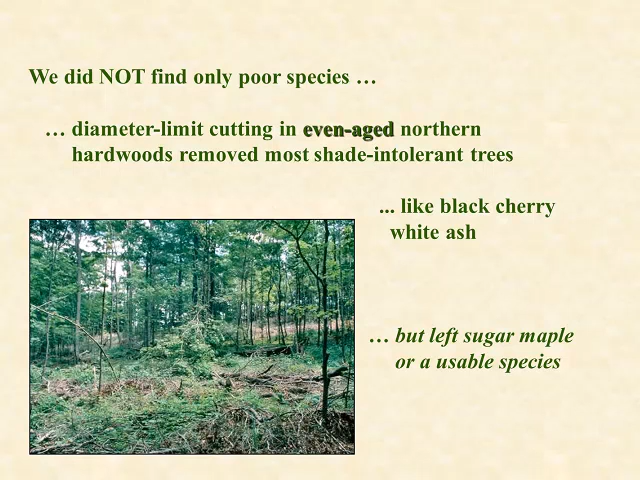 We did NOT find only poor species …
… diameter-limit cutting in even-aged northern
hardwoods removed most shade-intolerant trees
... like black cherry
white ash
… but left sugar maple
or a usable species